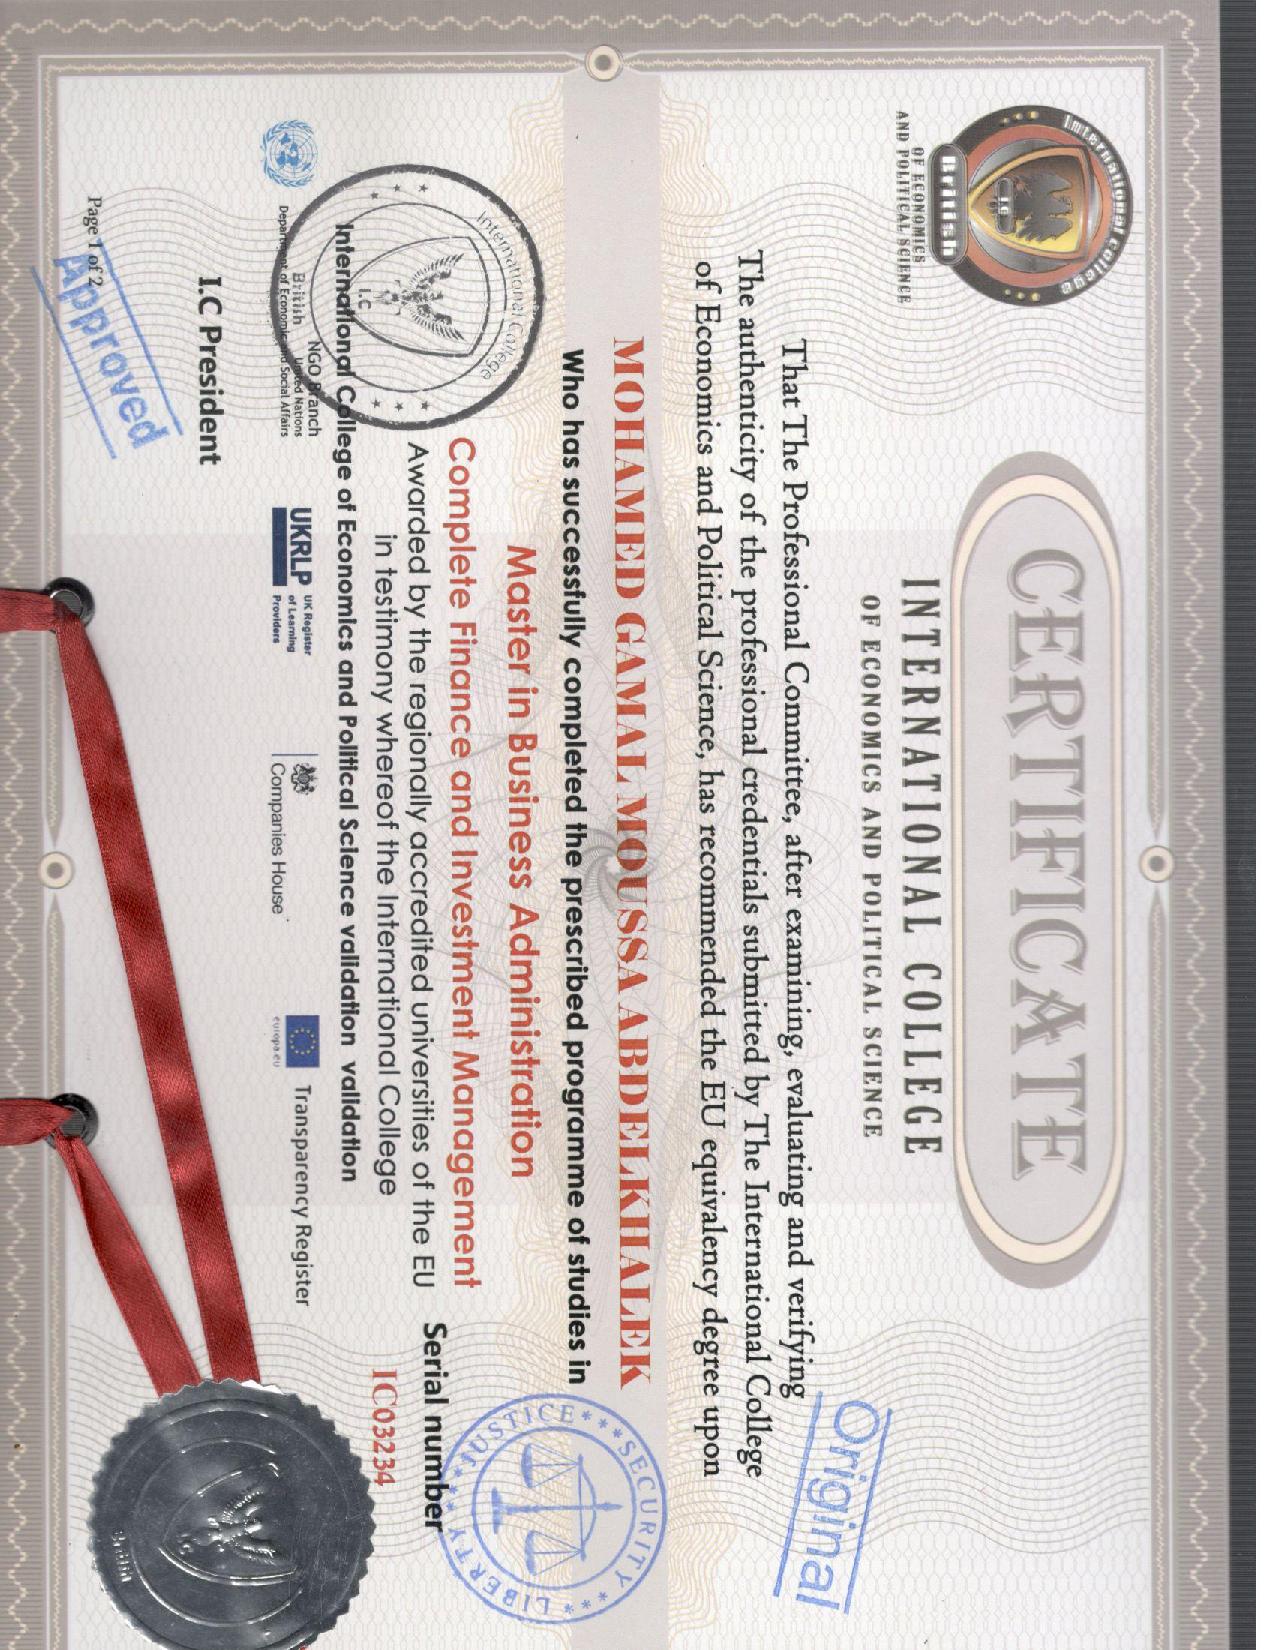 International college
I.C
British
OF ECONOMICS
AND POLITICAL SCIENCE
CERTIFICATE
INTERNATIONAL COLLEGE
OF ECONOMICS AND POLITICAL SCIENCE
Original
That The Professional Committee, after examining, evaluating and verifying
The authenticity of the professional credentials submitted by The International College
of Economics and Political Science, has recommended the EU equivalency degree upon
MOHAMED GAMAL MOUSSA ABDELKHALEK
Who has successfully completed the prescribed programme of studies in
Master in Business Administration
Complete Finance and Investment Management
Awarded by the regionally accredited universities of the EU
in testimony whereof the International College
International College of Economics and Political Science validation validation
SECURITY
LIBERTY
JUSTICE
Serial number
IC03234
International College
I.C
British
NGO Branch
United Nations
Department of Economic and Social Affairs
UKRLP
UK Register
of Learning
Providers
Companies House
europa.eu
Transparency Register
I.C President
Approved
Page 1 of 2
I.C
British